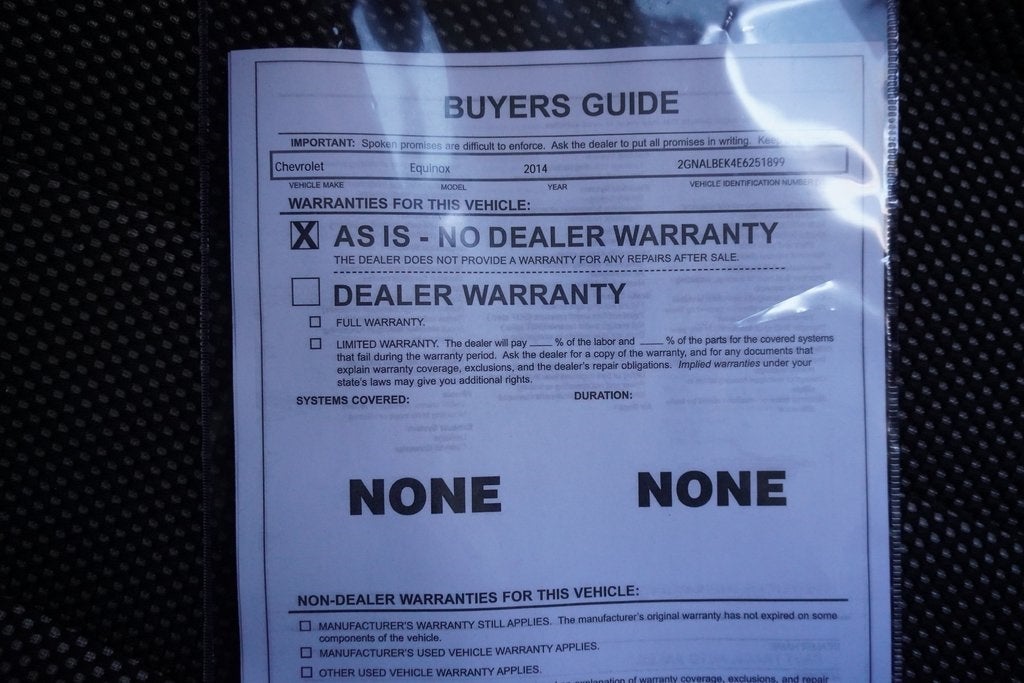 BUYERS GUIDE
IMPORTANT: Spoken promises are difficult to enforce. Ask the dealer to put all promises in writing. Keep
Chevrolet Equinox 2014 2GNALBEK4E6251899
VEHICLE MAKE MODEL YEAR VEHICLE IDENTIFICATION NUMBER
WARRANTIES FOR THIS VEHICLE:
X AS IS - NO DEALER WARRANTY
THE DEALER DOES NOT PROVIDE A WARRANTY FOR ANY REPAIRS AFTER SALE.
DEALER WARRANTY
FULL WARRANTY.
LIMITED WARRANTY. The dealer will pay ____ % of the labor and ____ % of the parts for the covered systems
that fail during the warranty period. Ask the dealer for a copy of the warranty, and for any documents that
explain warranty coverage, exclusions, and the dealer's repair obligations. Implied warranties under your
state's laws may give you additional rights.
SYSTEMS COVERED: DURATION:
NONE NONE
NON-DEALER WARRANTIES FOR THIS VEHICLE:
MANUFACTURER'S WARRANTY STILL APPLIES. The manufacturer's original warranty has not expired on some
components of the vehicle.
MANUFACTURER'S USED VEHICLE WARRANTY APPLIES.
OTHER USED VEHICLE WARRANTY APPLIES.
explanation of warranty coverage, exclusions, and repair